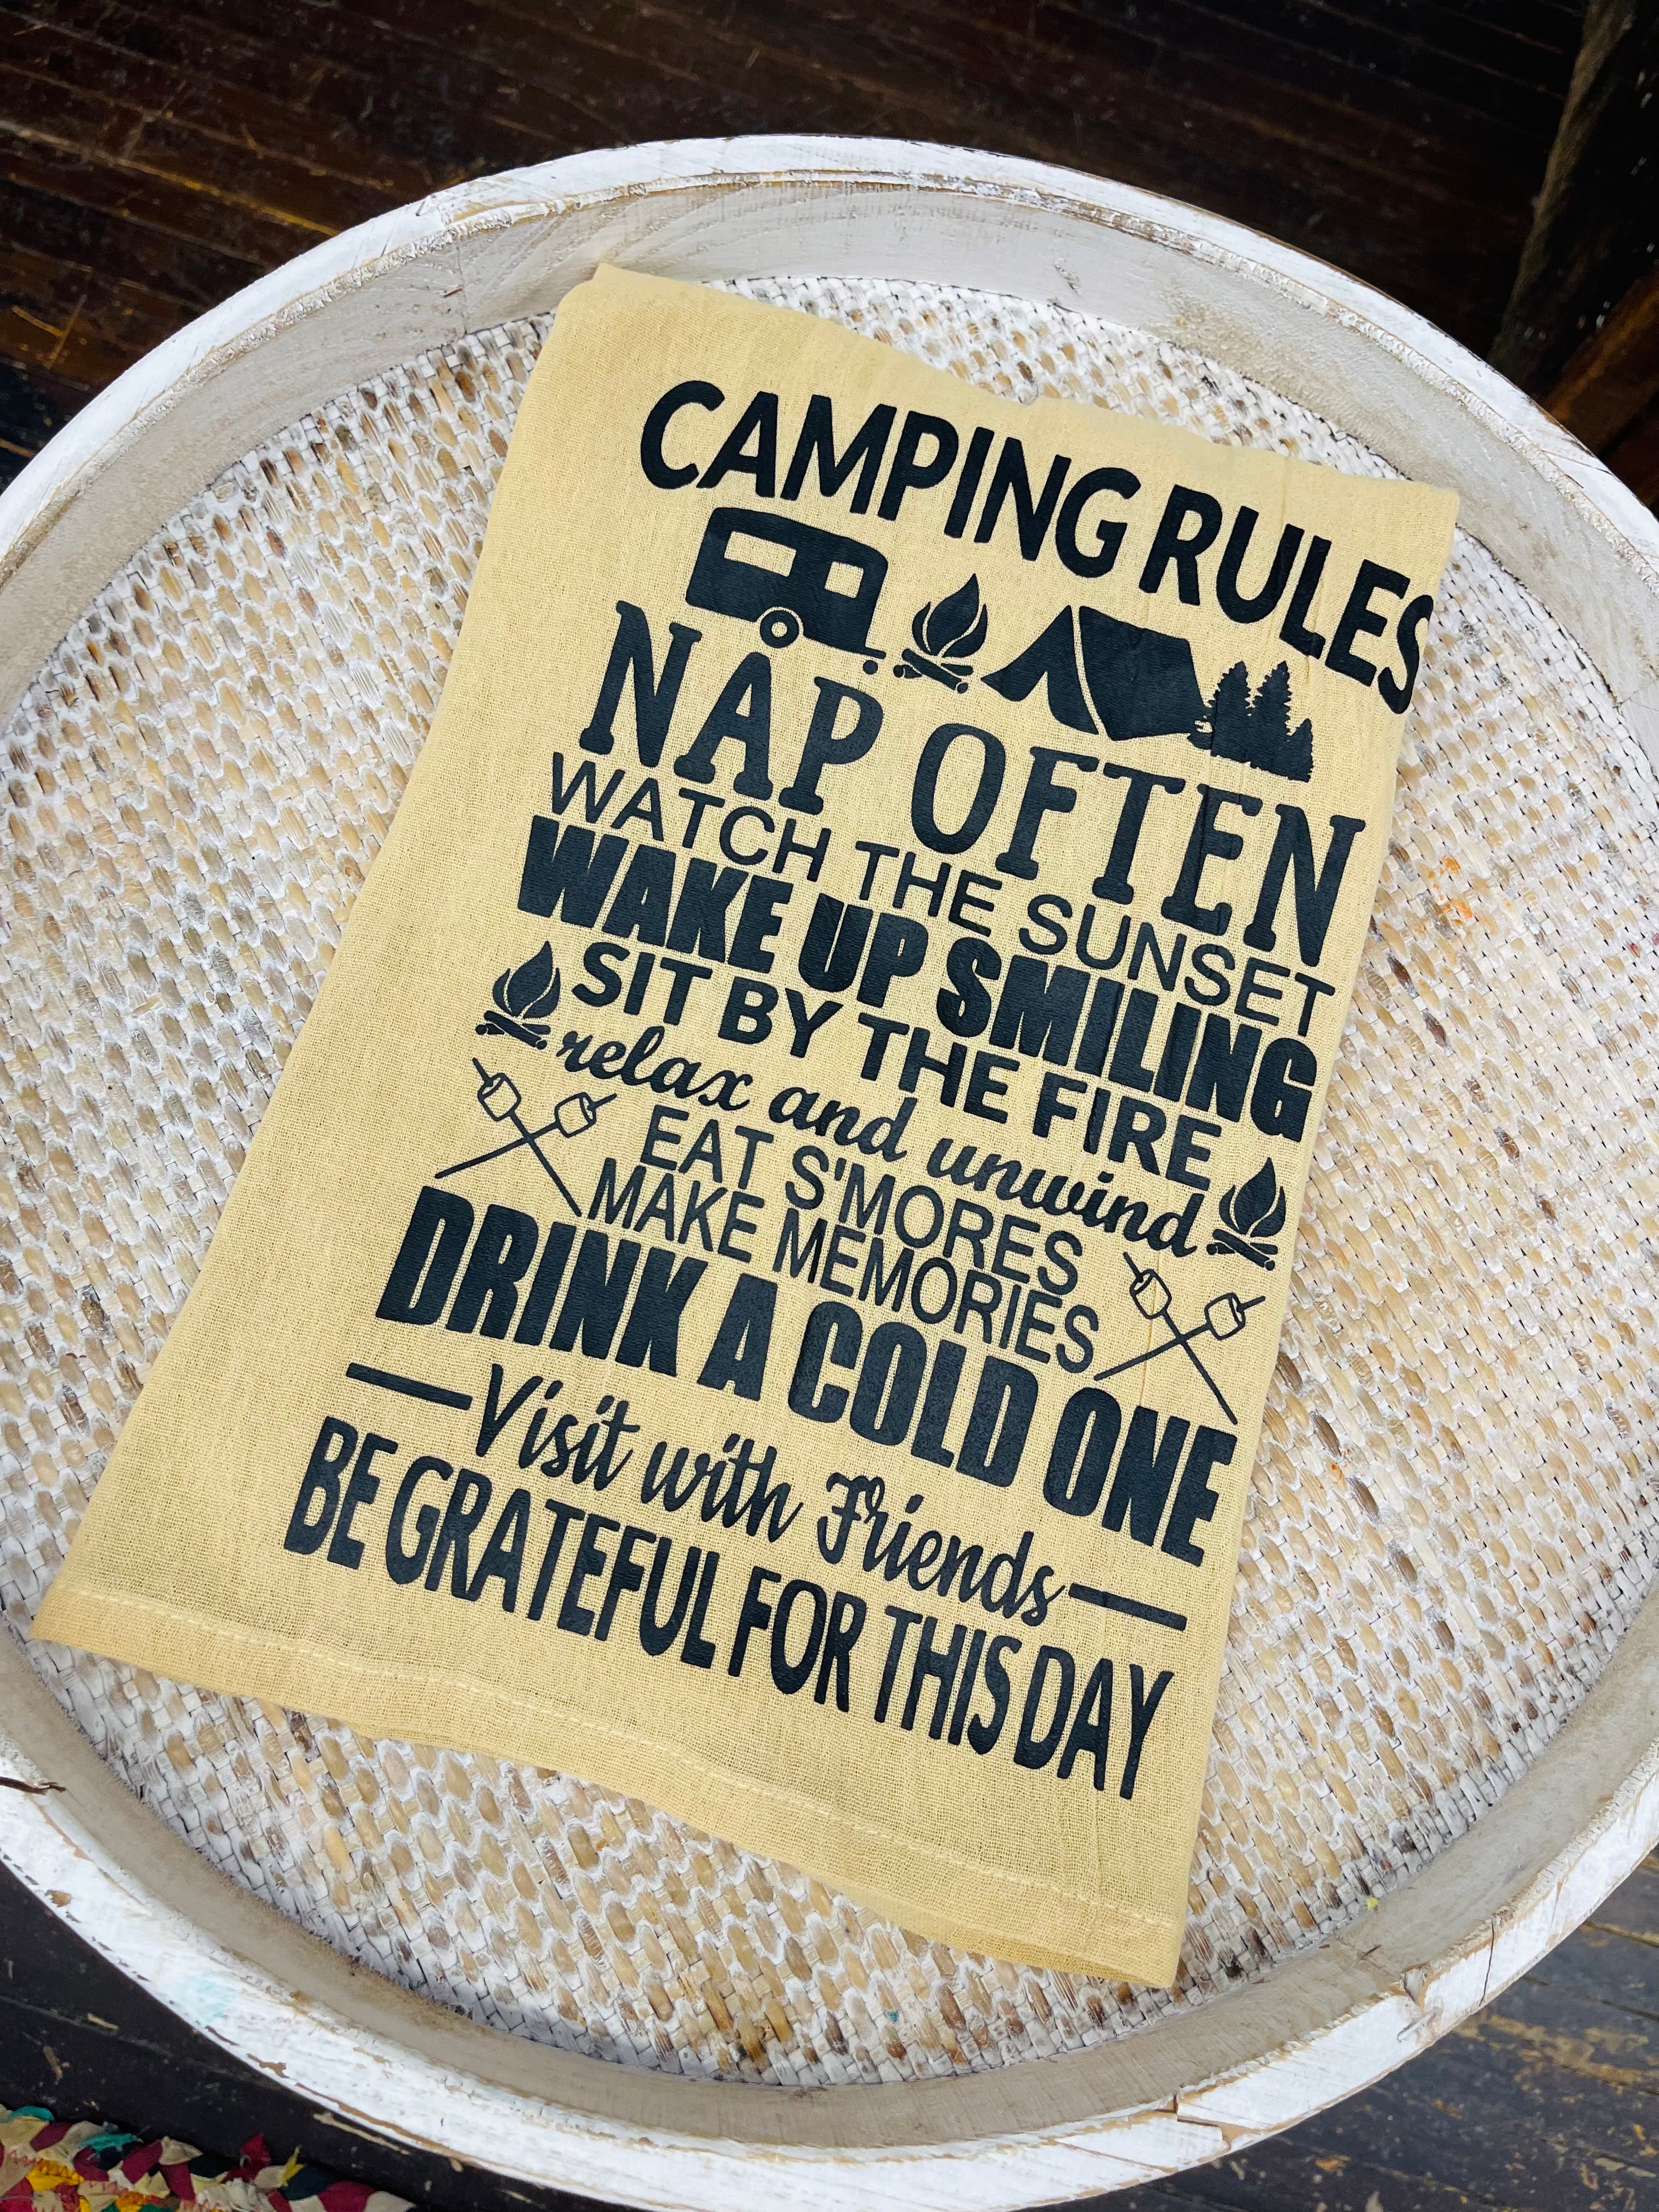 CAMPING RULES
NAP OFTEN
WATCH THE SUNSET
WAKE UP SMILING
SIT BY THE FIRE
relax and unwind
EAT S'MORES
MAKE MEMORIES
DRINK A COLD ONE
Visit with Friends
BE GRATEFUL FOR THIS DAY